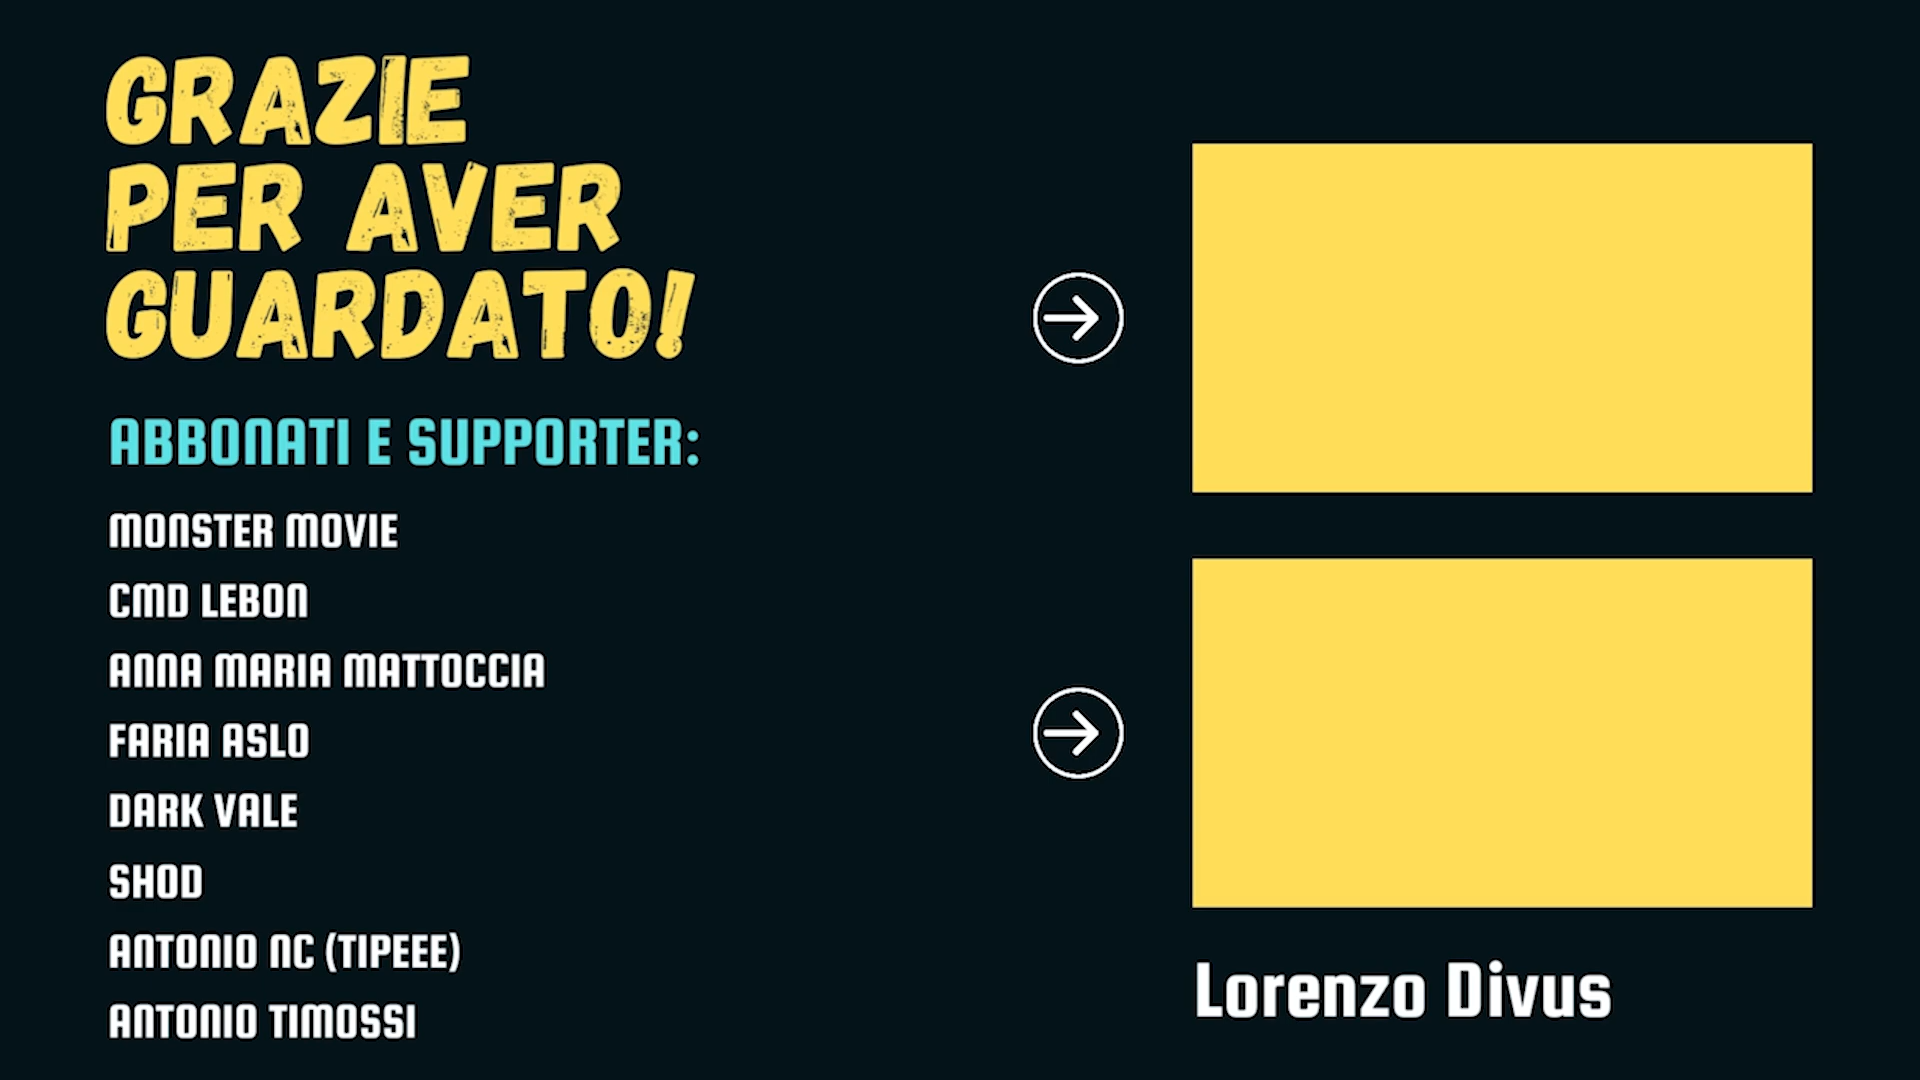 GRAZIE
PER AVER
GUARDATO!
ABBONATI E SUPPORTER:
MONSTER MOVIE
CMD LEBON
ANNA MARIA MATTOCCIA
FARIA ASLO
DARK VALE
SHOD
ANTONIO NC (TIPEEE)
ANTONIO TIMOSSI
Lorenzo Divus